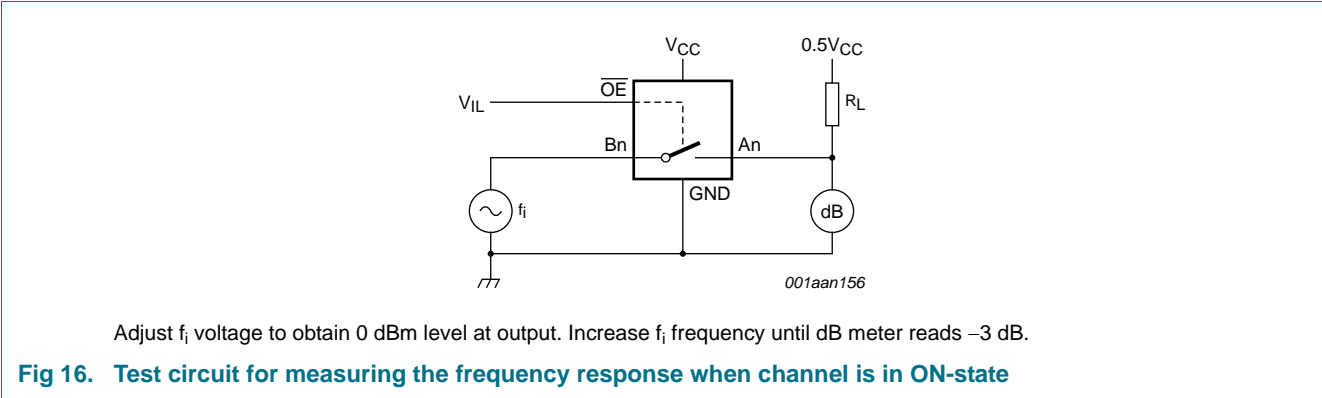 VCC
0.5VCC
OE
VIL
RL
Bn
An
GND
fi
dB
001aan156
Adjust fi voltage to obtain 0 dBm level at output. Increase fi frequency until dB meter reads −3 dB.
Fig 16. Test circuit for measuring the frequency response when channel is in ON-state